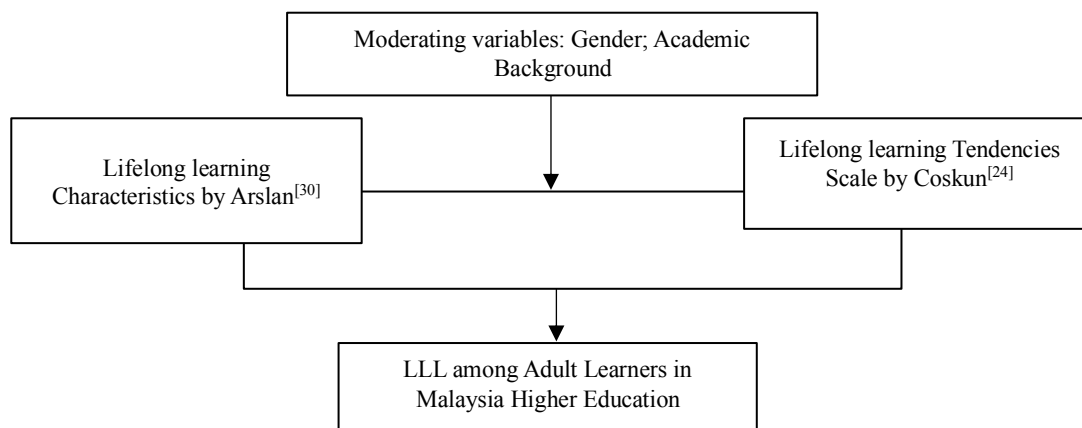 Moderating variables: Gender; Academic
Background
Lifelong learning
Characteristics by Arslan[30]
Lifelong learning Tendencies
Scale by Coskun[24]
LLL among Adult Learners in
Malaysia Higher Education